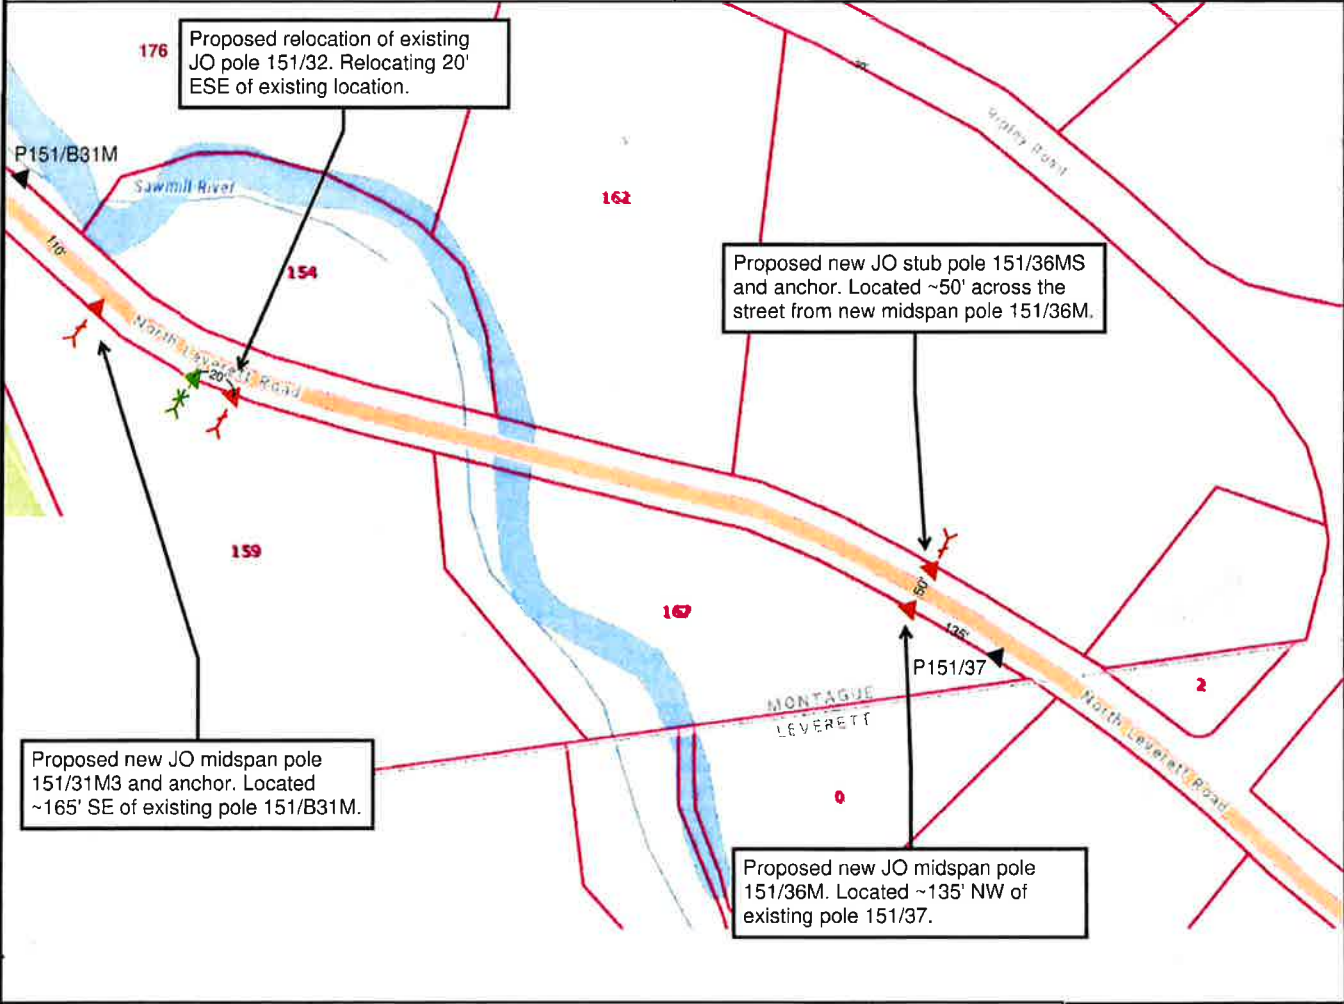 176
Proposed relocation of existing
JO pole 151/32. Relocating 20'
ESE of existing location.
P151/B31M
Sawmill River
Ripley Road
162
154
Proposed new JO stub pole 151/36MS
and anchor. Located ~50' across the
street from new midspan pole 151/36M.
110'
North Leverett Road
20'
159
50'
167
135'
P151/37
2
MONTAGUE
LEVERETT
North Leverett Road
Proposed new JO midspan pole
151/31M3 and anchor. Located
~165' SE of existing pole 151/B31M.
0
Proposed new JO midspan pole
151/36M. Located ~135' NW of
existing pole 151/37.